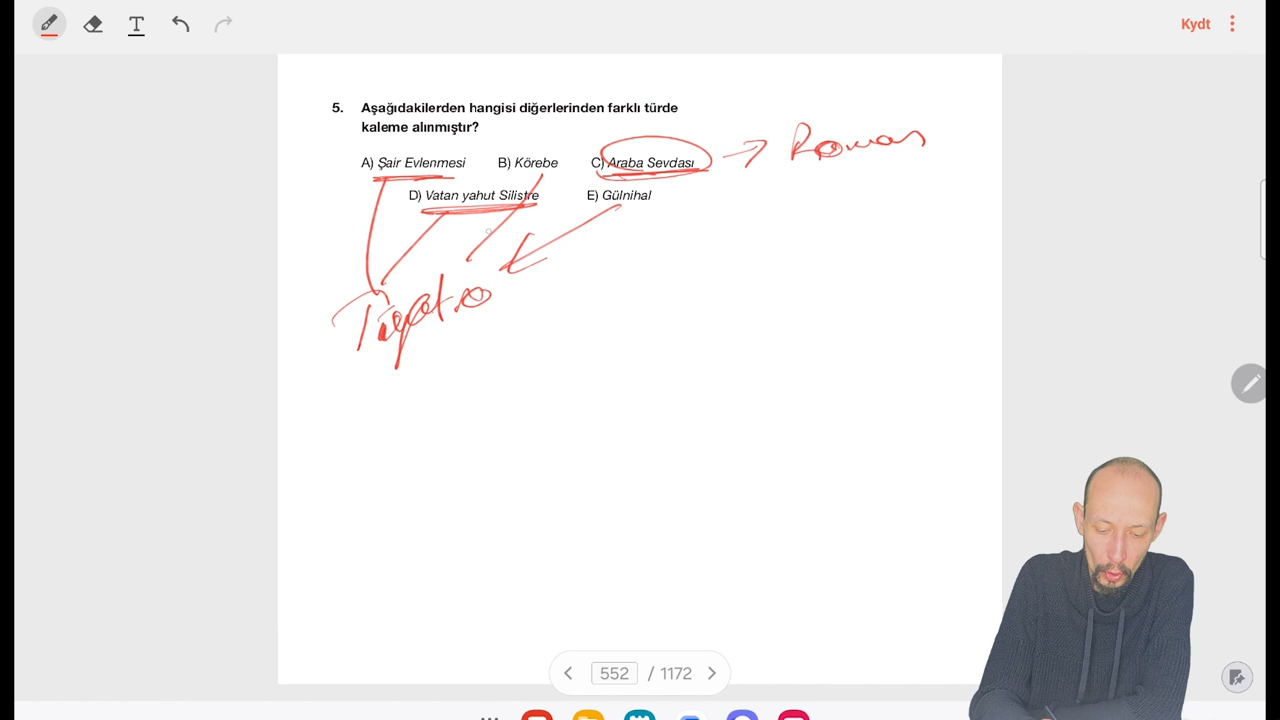 T
Kydt
5. Aşağıdakilerden hangisi diğerlerinden farklı türde
kaleme alınmıştır?
A) Şair Evlenmesi B) Körebe C) Araba Sevdası → Roman
D) Vatan yahut Silistre E) Gülnihal
Tiyatro
552 / 1172